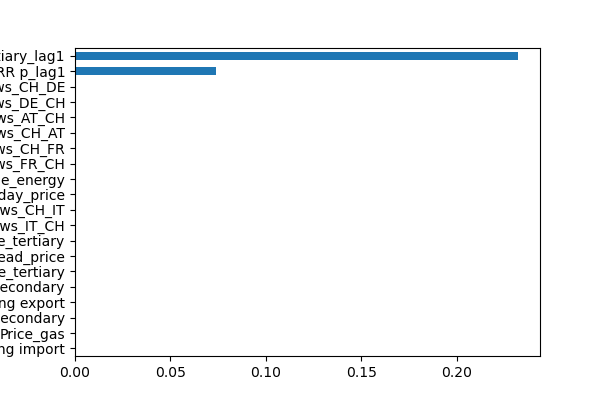 iary_lag1
RR p_lag1
ws_CH_DE
ws_DE_CH
ws_AT_CH
ws_CH_AT
ws_CH_FR
ws_FR_CH
e_energy
day_price
ws_CH_IT
ws_IT_CH
e_tertiary
ead_price
e_tertiary
econdary
ng export
econdary
Price_gas
ng import
0.00 0.05 0.10 0.15 0.20